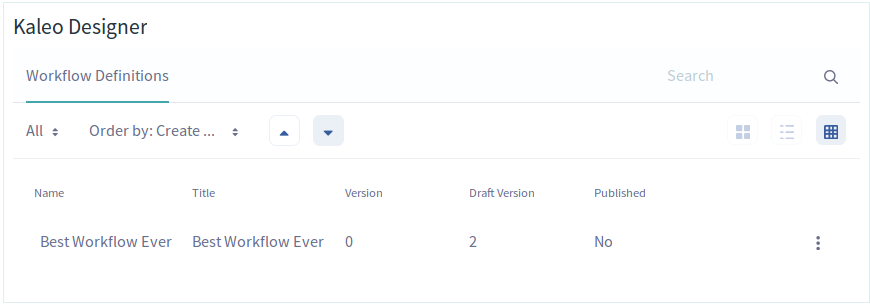 Kaleo Designer
Workflow Definitions Search
All Order by: Create ...
Name Title Version Draft Version Published
Best Workflow Ever Best Workflow Ever 0 2 No